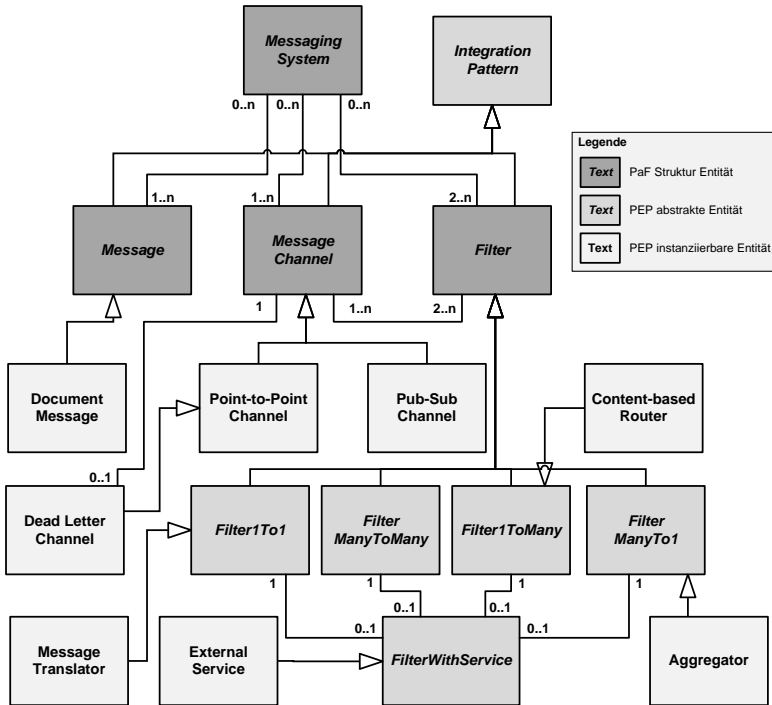 Messaging
System
Integration
Pattern
0..n
0..n
0..n
Legende
Text
PaF Struktur Entität
Text
PEP abstrakte Entität
Text
PEP instanziierbare Entität
1..n
1..n
2..n
Message
Message
Channel
Filter
1
1..n
2..n
Document
Message
Point-to-Point
Channel
Pub-Sub
Channel
Content-based
Router
0..1
Dead Letter
Channel
Filter1To1
Filter
ManyToMany
Filter1ToMany
Filter
ManyTo1
1
1
1
1
0..1
0..1
0..1
0..1
Message
Translator
External
Service
FilterWithService
Aggregator